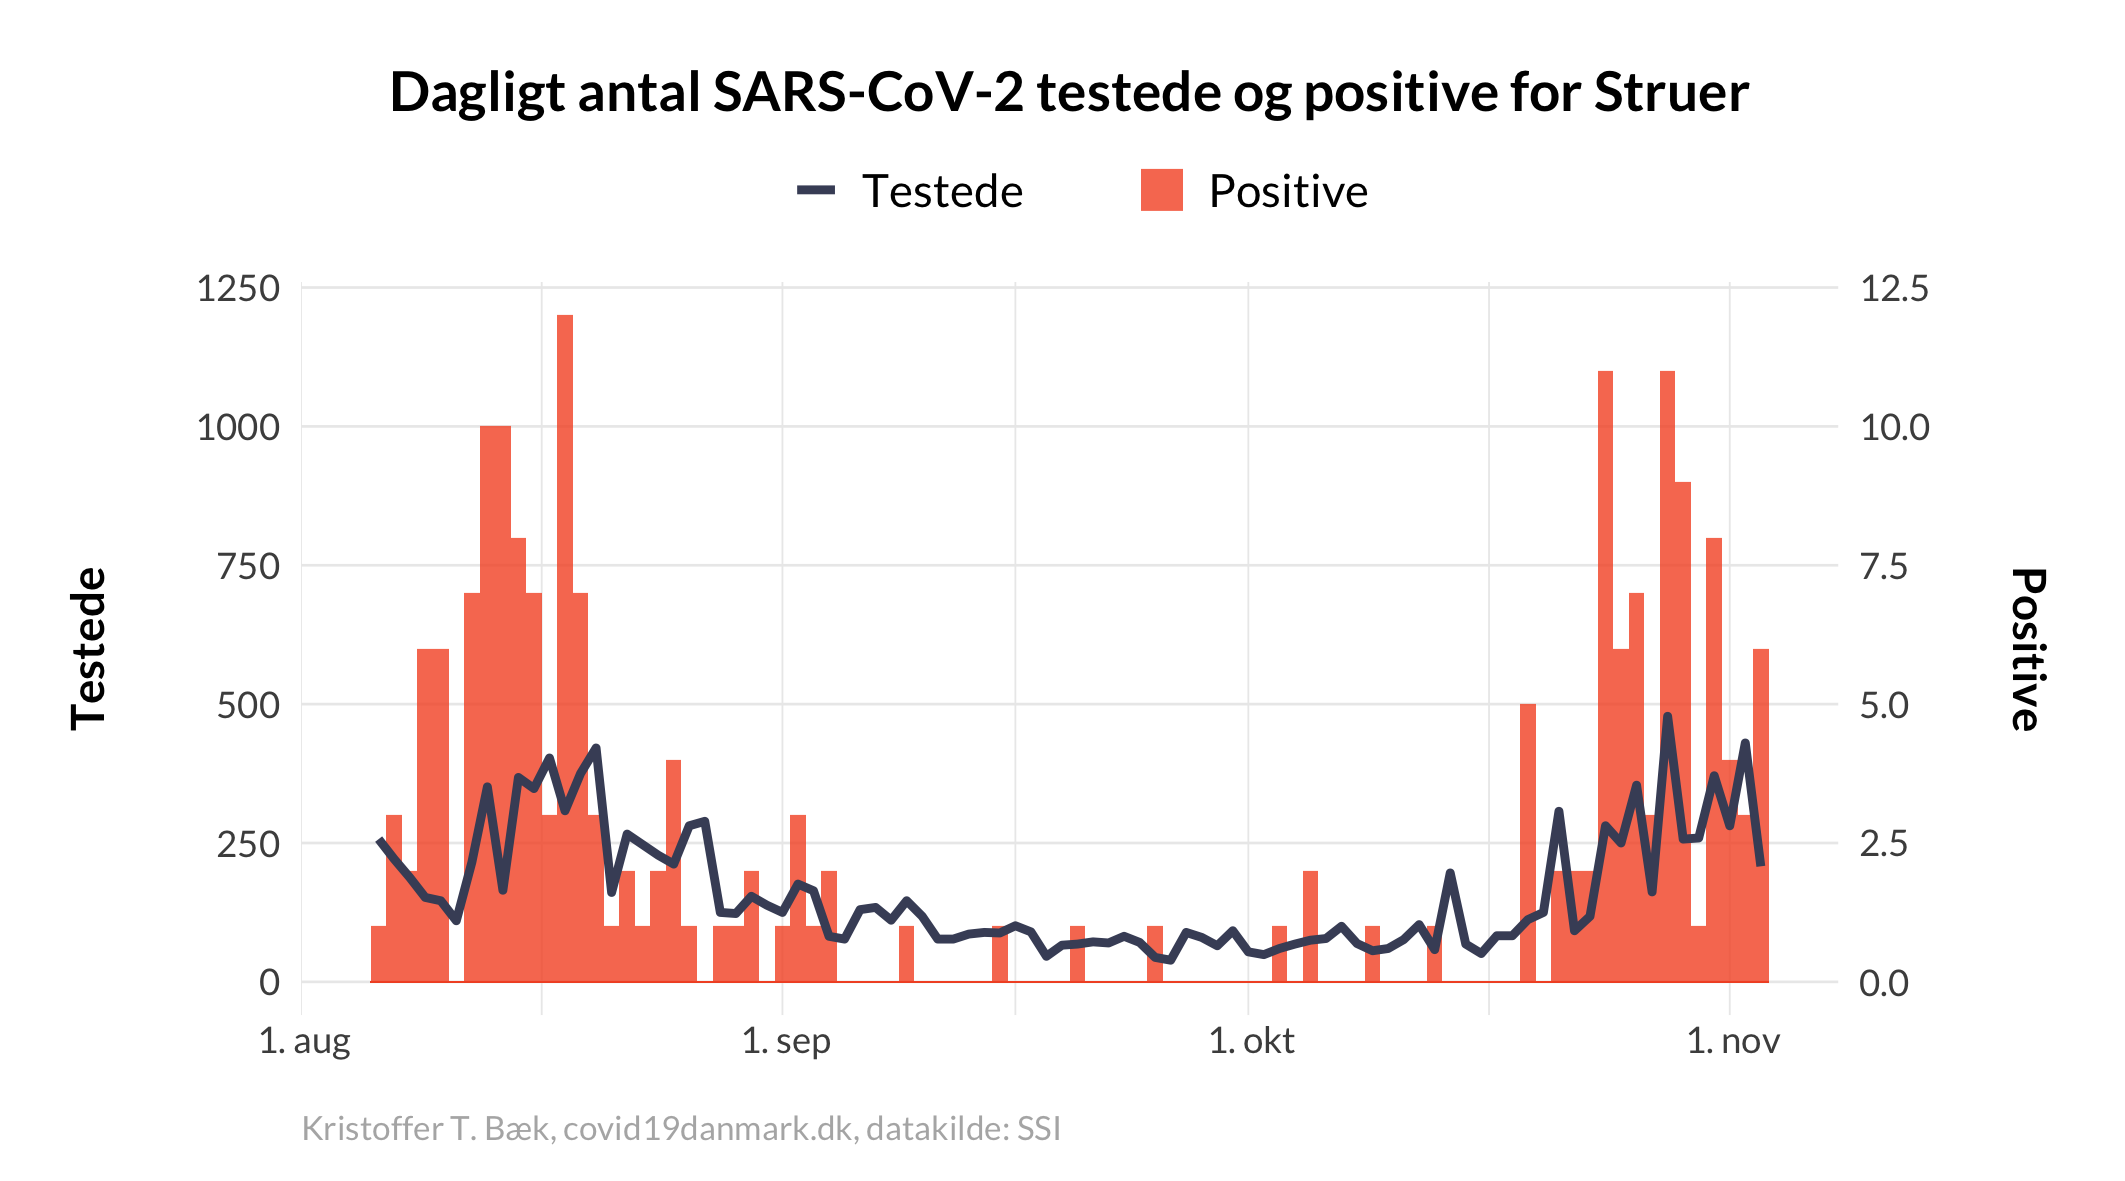 Dagligt antal SARS-CoV-2 testede og positive for Struer
Testede Positive
1250 12.5
1000 10.0
750 7.5
Testede Positive
500 5.0
250 2.5
0 0.0
1. aug 1. sep 1. okt 1. nov
Kristoffer T. Bæk, covid19danmark.dk, datakilde: SSI